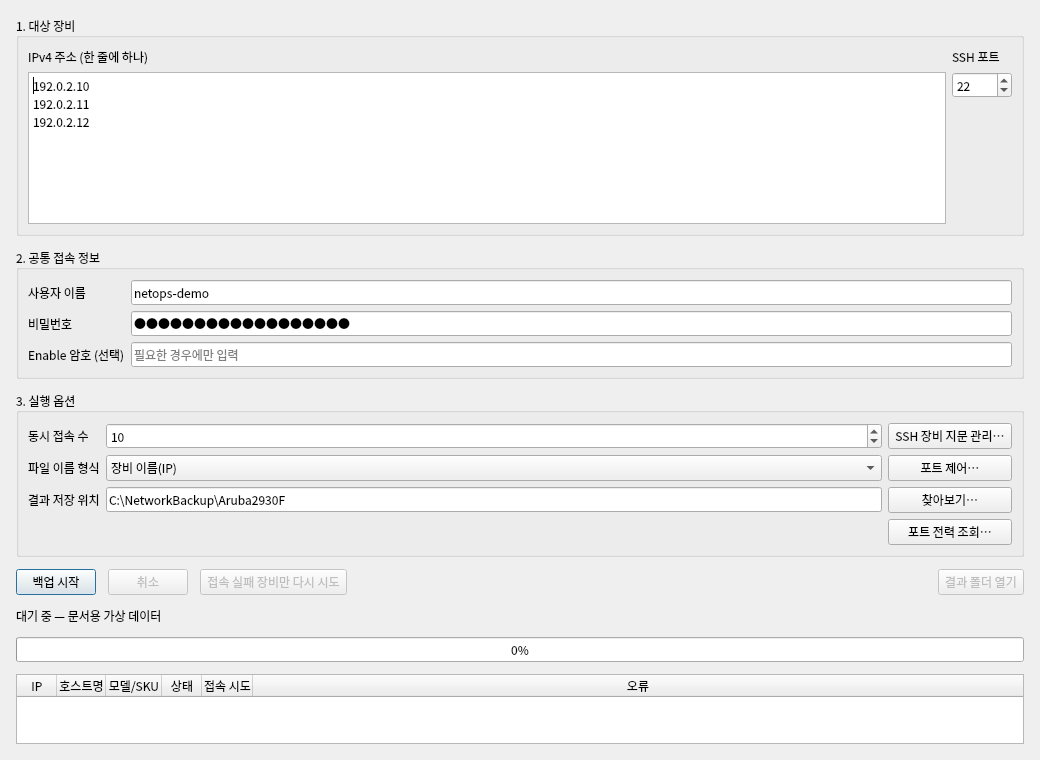 1. 대상 장비
IPv4 주소 (한 줄에 하나)
SSH 포트
192.0.2.10
192.0.2.11
192.0.2.12
22
2. 공통 접속 정보
사용자 이름
netops-demo
비밀번호
●●●●●●●●●●●●●●●●●●
Enable 암호 (선택)
필요한 경우에만 입력
3. 실행 옵션
동시 접속 수
10
SSH 장비 지문 관리…
파일 이름 형식
장비 이름(IP)
포트 제어…
결과 저장 위치
C:\NetworkBackup\Aruba2930F
찾아보기…
포트 전력 조회…
백업 시작
취소
접속 실패 장비만 다시 시도
결과 폴더 열기
대기 중 — 문서용 가상 데이터
0%
IP
호스트명
모델/SKU
상태
접속 시도
오류